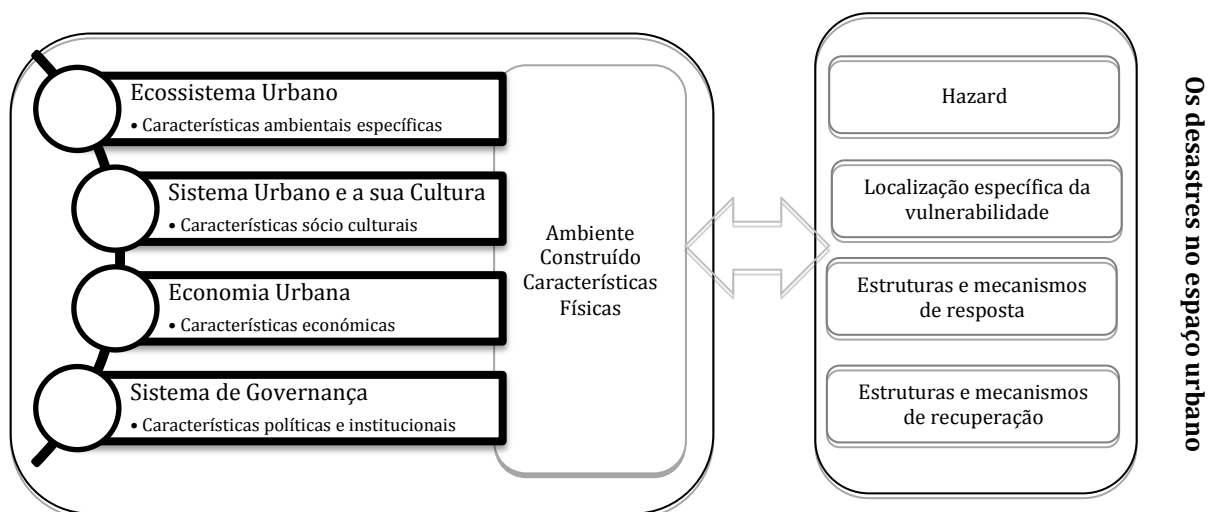 Ecossistema Urbano
• Características ambientais específicas
Sistema Urbano e a sua Cultura
• Características sócio culturais
Economia Urbana
• Características económicas
Sistema de Governança
• Características políticas e institucionais
Ambiente
Construído
Características
Físicas
Hazard
Localização específica da
vulnerabilidade
Estruturas e mecanismos
de resposta
Estruturas e mecanismos
de recuperação
Os desastres no espaço urbano